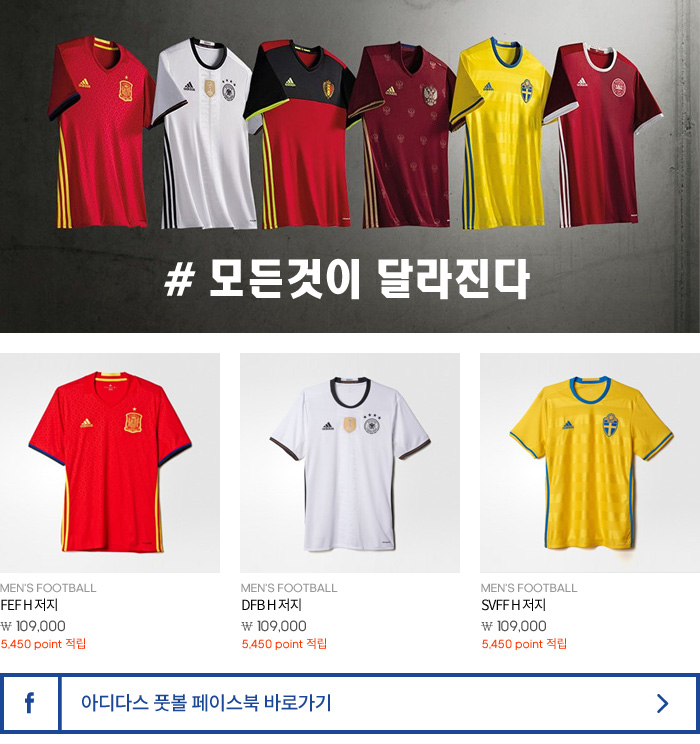 # 모든것이 달라진다
MEN'S FOOTBALL
FEF H 저지
₩ 109,000
5,450 point 적립
MEN'S FOOTBALL
DFB H 저지
₩ 109,000
5,450 point 적립
MEN'S FOOTBALL
SVFF H 저지
₩ 109,000
5,450 point 적립
f
아디다스 풋볼 페이스북 바로가기